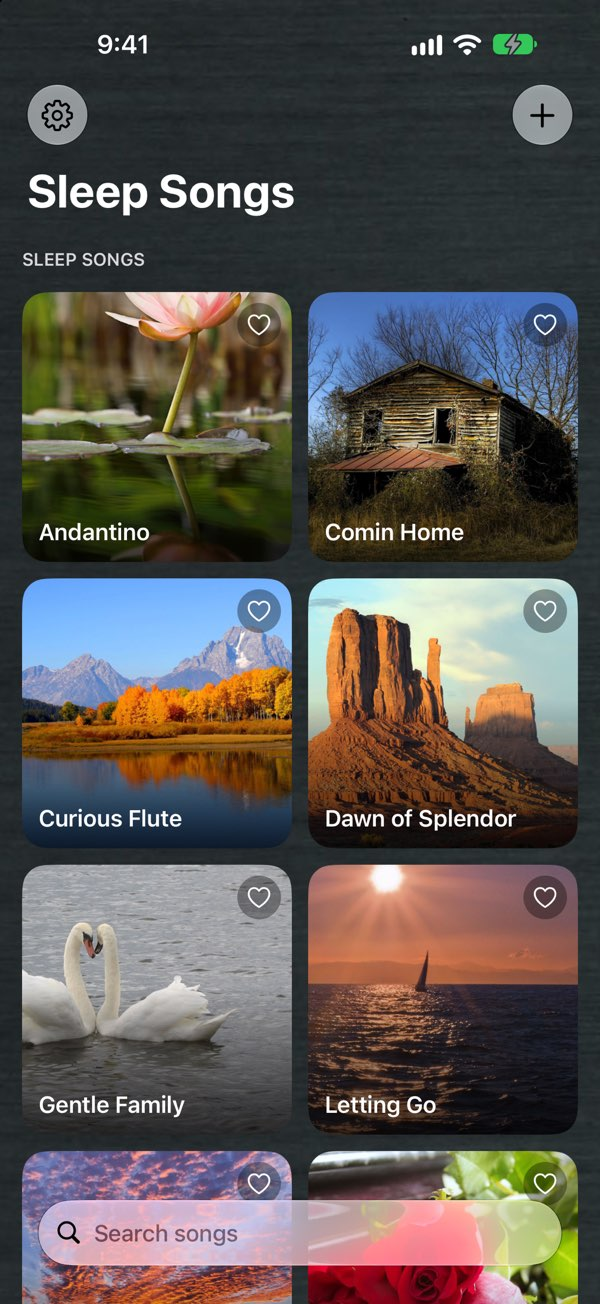 9:41
Sleep Songs
SLEEP SONGS
Andantino
Comin Home
Curious Flute
Dawn of Splendor
Gentle Family
Letting Go
Search songs